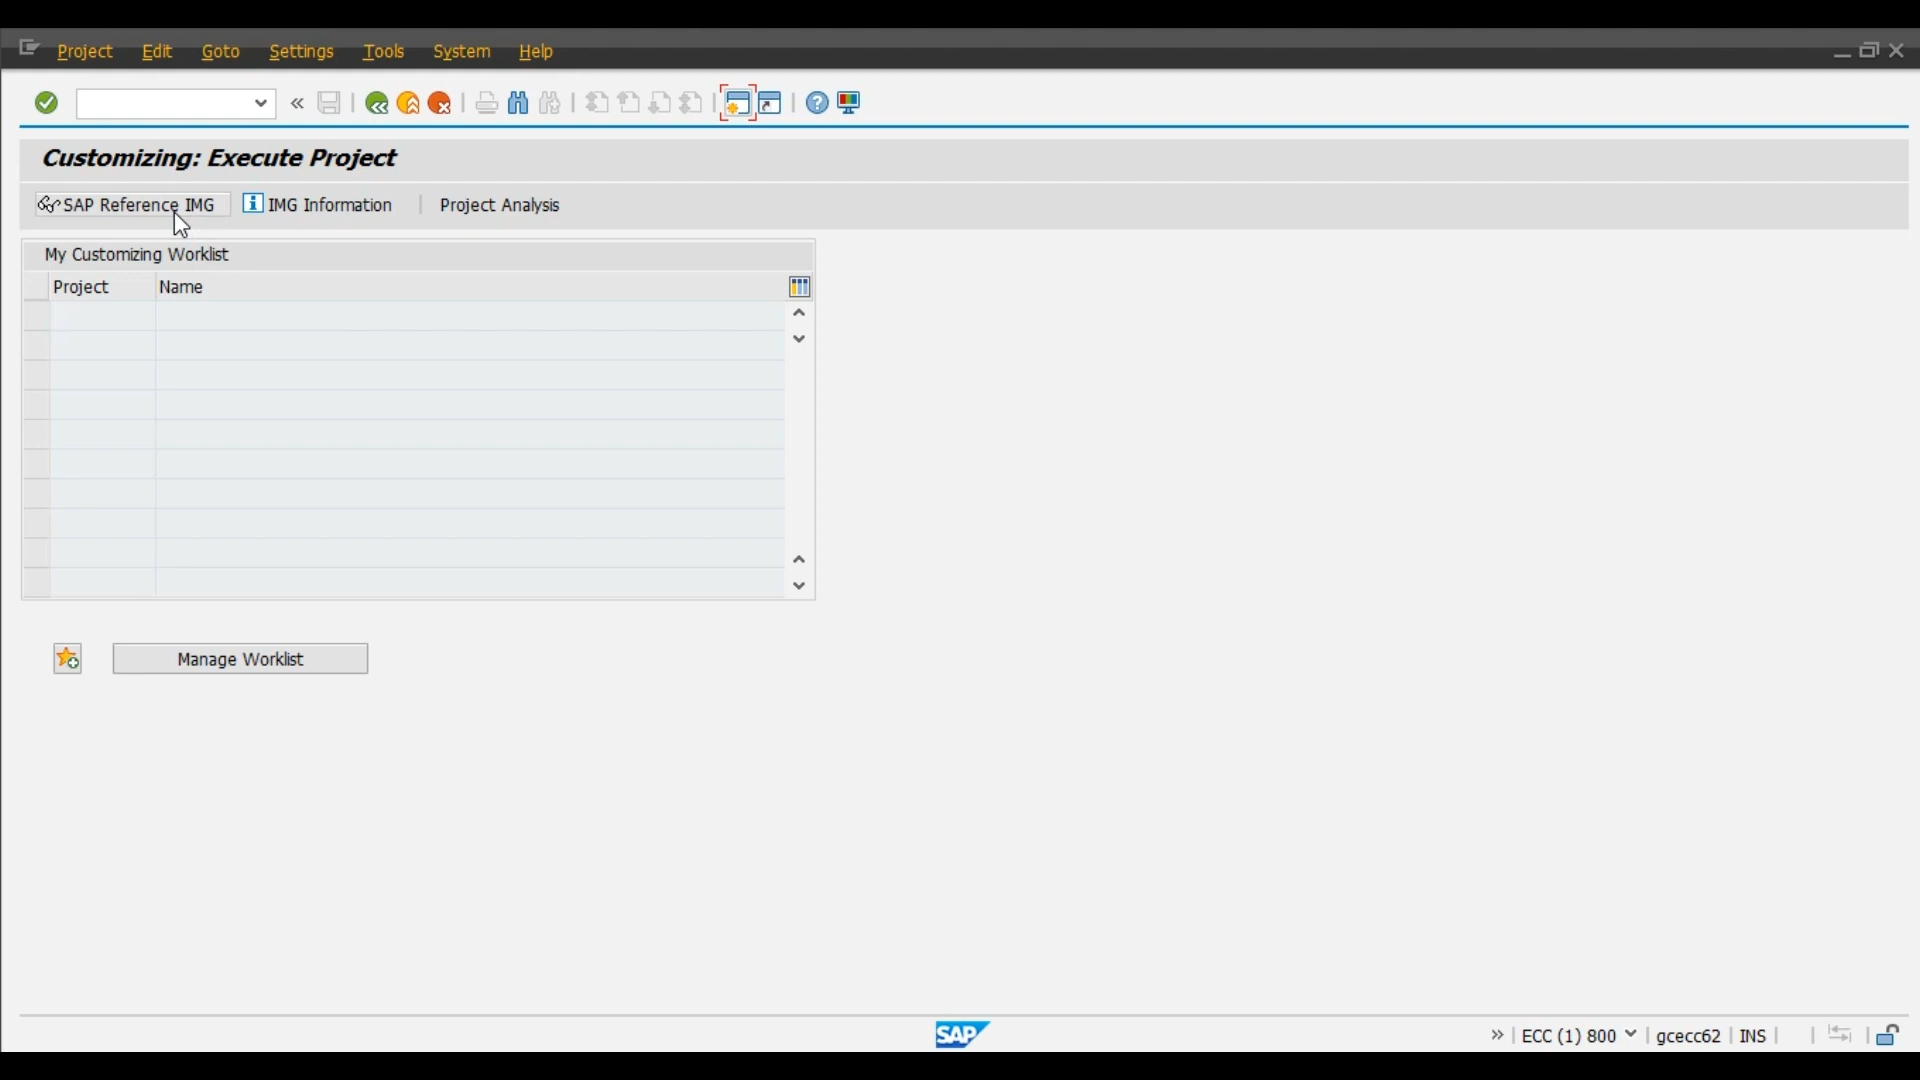 Project Edit Goto Settings Tools System Help
Customizing: Execute Project
SAP Reference IMG IMG Information Project Analysis
My Customizing Worklist
Project Name
Manage Worklist
SAP ECC (1) 800 gcecc62 INS